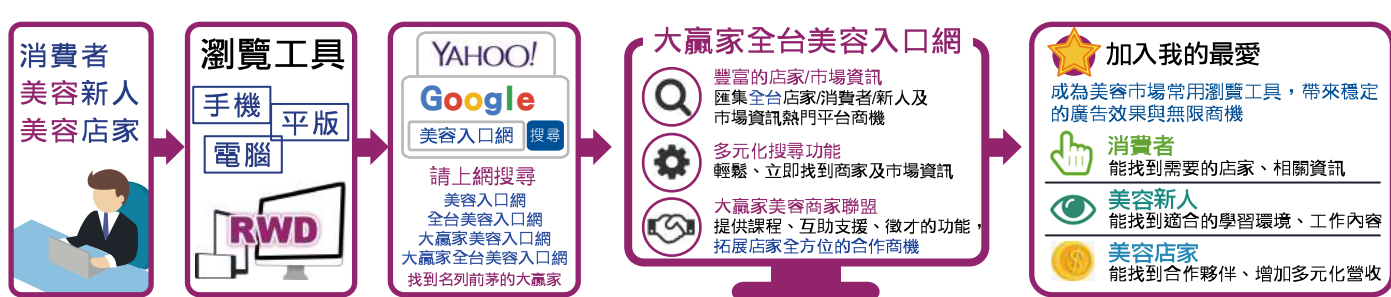 消費者
美容新人
美容店家
瀏覽工具
手機
平版
電腦
RWD
YAHOO!
Google
美容入口網 搜尋
請上網搜尋
美容入口網
全台美容入口網
大贏家美容入口網
大贏家全台美容入口網
找到名列前茅的大贏家
大贏家全台美容入口網
豐富的店家/市場資訊
匯集全台店家/消費者/新人及
市場資訊熱門平台商機
多元化搜尋功能
輕鬆、立即找到商家及市場資訊
大贏家美容商家聯盟
提供課程、互助支援、徵才的功能,
拓展店家全方位的合作商機
加入我的最愛
成為美容市場常用瀏覽工具，帶來穩定
的廣告效果與無限商機
消費者
能找到需要的店家、相關資訊
美容新人
能找到適合的學習環境、工作內容
美容店家
能找到合作夥伴、增加多元化營收